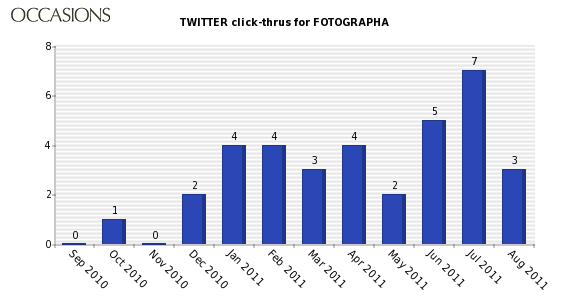 OCCASIONS
TWITTER click-thrus for FOTOGRAPHA
8
6
4
2
0
0
1
0
2
4
4
3
4
2
5
7
3
Sep 2010
Oct 2010
Nov 2010
Dec 2010
Jan 2011
Feb 2011
Mar 2011
Apr 2011
May 2011
Jun 2011
Jul 2011
Aug 2011